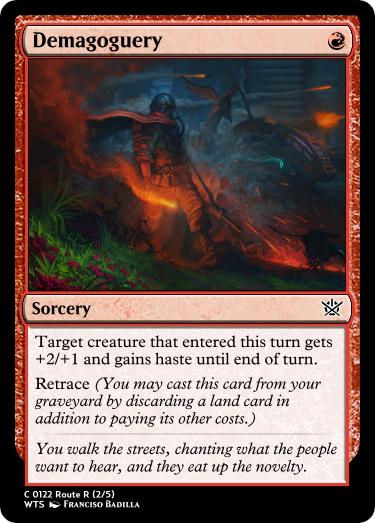 Demagoguery
Sorcery
Target creature that entered this turn gets
+2/+1 and gains haste until end of turn.
Retrace (You may cast this card from your
graveyard by discarding a land card in
addition to paying its other costs.)
You walk the streets, chanting what the people
want to hear, and they eat up the novelty.
C 0122 Route R (2/5)
WTS Franciso Badilla